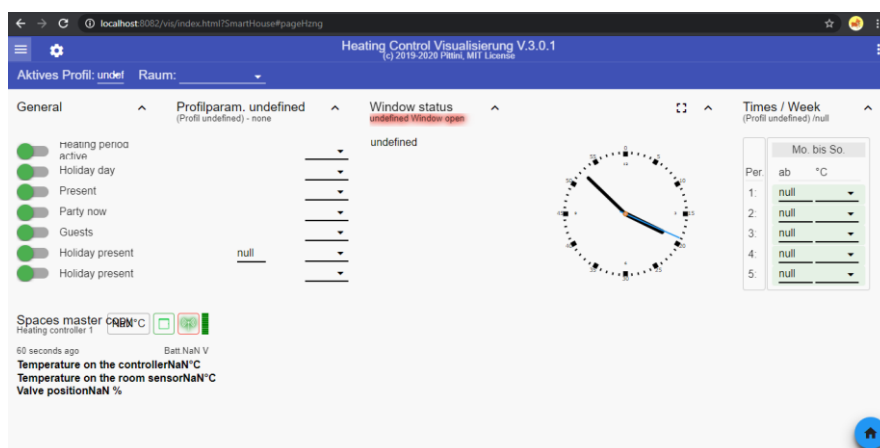 localhost:8082/vis/index.html?SmartHouse#pageHzng
Heating Control Visualisierung V.3.0.1
(c) 2019-2020 Pittini, MIT License
Aktives Profil: undef Raum:
General
Profilparam. undefined
(Profil undefined) - none
Window status
undefined Window open
Times / Week
(Profil undefined) /null
undefined
Heating period
active
Holiday day
Present
Party now
Guests
Holiday present null
Holiday present
Mo. bis So.
Per. ab °C
1: null
2: null
3: null
4: null
5: null
Spaces master copy NaN°C
Heating controller 1
60 seconds ago Batt.NaN V
Temperature on the controllerNaN°C
Temperature on the room sensorNaN°C
Valve positionNaN %